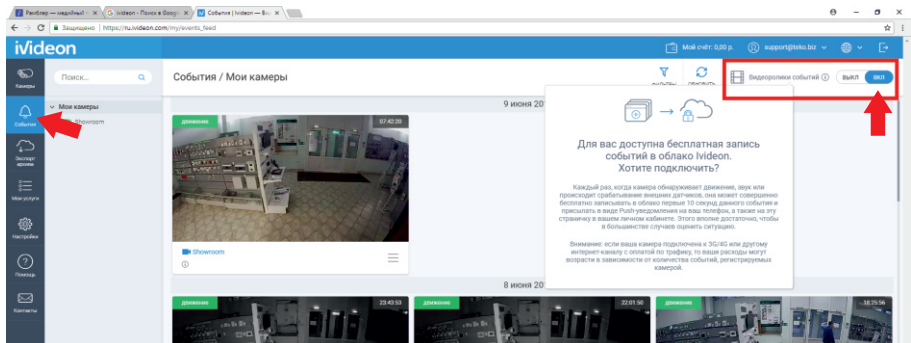 Рамблер — медийный
ivideon - Поиск в Googl
События | Ivideon —
Защищено | https://ru.ivideon.com/my/events_feed
iVideon
Мой счёт: 0,00 р.
support@teko.biz
Камеры
Поиск...
События / Мои камеры
ФИЛЬТРЫ
ОБНОВИТЬ
Видеоролики событий
ВЫКЛ
ВКЛ
События
Мои камеры
Showroom
9 июня 20
ДВИЖЕНИЕ
07:42:20
Для вас доступна бесплатная запись
событий в облако Ivideon.
Хотите подключить?
Каждый раз, когда камера обнаруживает движение, звук или
происходит срабатывание внешних датчиков, она может совершенно
бесплатно записывать в облако первые 10 секунд данного события и
присылать в виде Push-уведомления на ваш телефон, а также на эту
страничку в вашем личном кабинете. Этого вполне достаточно, чтобы
в большинстве случаев оценить ситуацию.
Внимание: если ваша камера подключена к 3G/4G или другому
интернет-каналу с оплатой по трафику, то ваши расходы могут
возрасти в зависимости от количества событий, регистрируемых
камерой.
Экспорт
архива
Мои услуги
Настройки
Помощь
Контакты
Showroom
8 июня 20
ДВИЖЕНИЕ
23:43:53
ДВИЖЕНИЕ
22:01:50
ДВИЖЕНИЕ
18:25:56